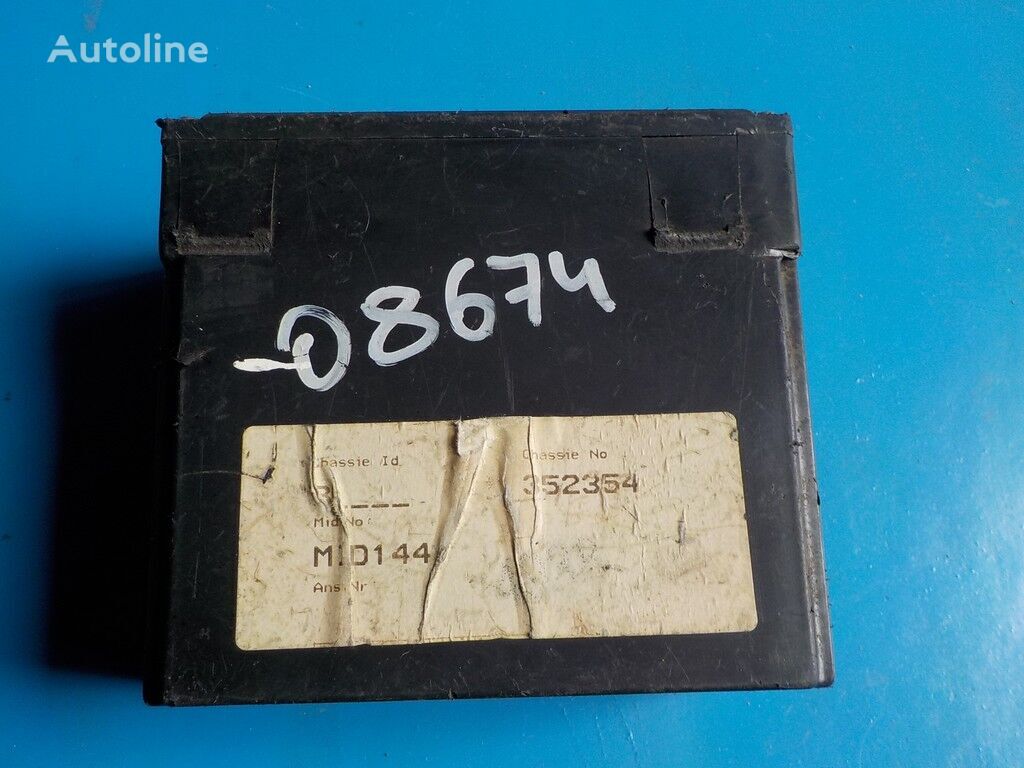 Autoline
08674
Chassie Id
Chassie No
352354
Mid No:
MID144
Ans.Nr